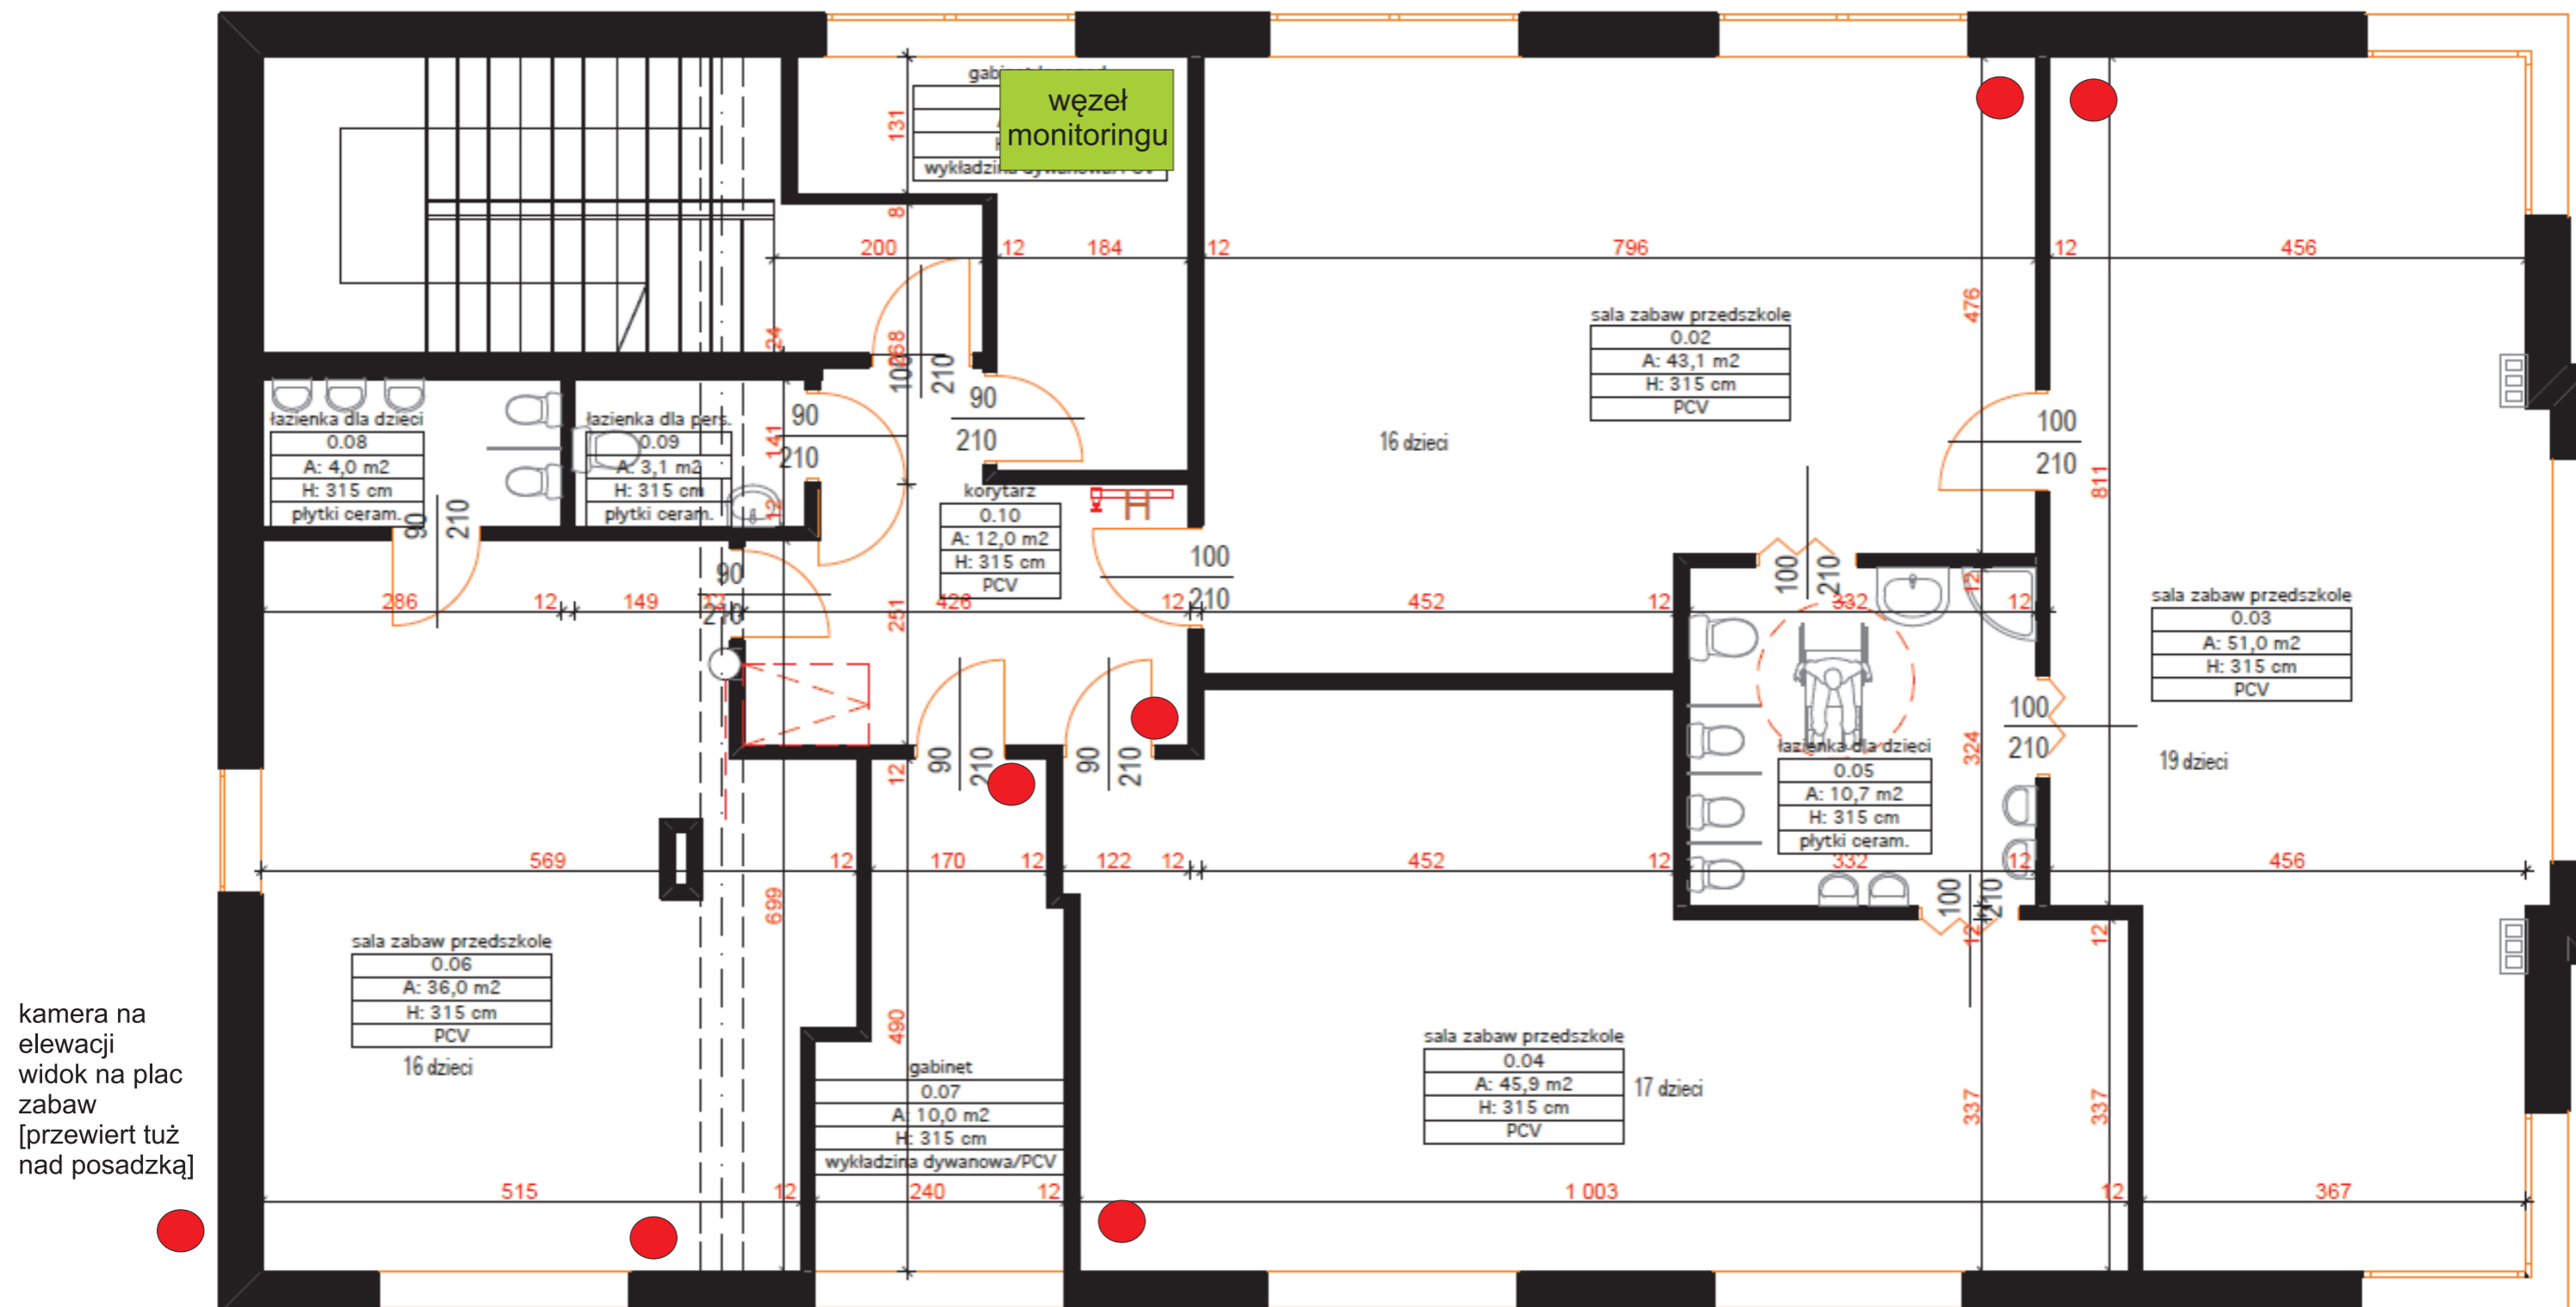 węzeł
monitoringu
131
8
200
12
184
12
796
12
456
24
100
210
476
sala zabaw przedszkole
0.02
A: 43,1 m2
H: 315 cm
PCV
16 dzieci
90
210
90
210
141
12
łazienka dla dzieci
0.08
A: 4,0 m2
H: 315 cm
płytki ceram.
90
210
łazienka dla pers.
0.09
A: 3,1 m2
H: 315 cm
płytki ceram.
korytarz
0.10
A: 12,0 m2
H: 315 cm
PCV
H
100
210
100
210
811
90
210
286
12
149
426
12
251
452
12
100
210
332
12
12
sala zabaw przedszkole
0.03
A: 51,0 m2
H: 315 cm
PCV
19 dzieci
100
210
324
łazienka dla dzieci
0.05
A: 10,7 m2
H: 315 cm
płytki ceram.
90
210
90
210
12
569
12
170
12
122
12
452
12
332
12
456
699
100
210
12
12
sala zabaw przedszkole
0.06
A: 36,0 m2
H: 315 cm
PCV
16 dzieci
kamera na
elewacji
widok na plac
zabaw
[przewiert tuż
nad posadzką]
490
gabinet
0.07
A: 10,0 m2
H: 315 cm
wykładzina dywanowa/PCV
sala zabaw przedszkole
0.04
A: 45,9 m2
H: 315 cm
PCV
17 dzieci
337
337
515
12
240
12
1 003
12
367